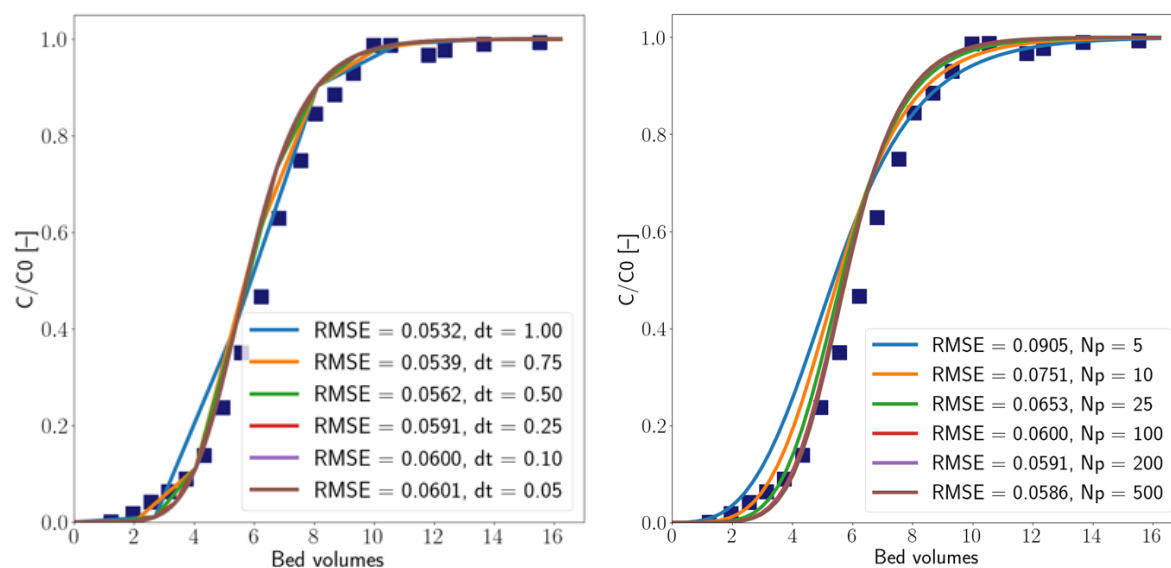 1.0
0.8
0.6
0.4
0.2
0.0
C/C0 [−]
RMSE = 0.0532, dt = 1.00
RMSE = 0.0539, dt = 0.75
RMSE = 0.0562, dt = 0.50
RMSE = 0.0591, dt = 0.25
RMSE = 0.0600, dt = 0.10
RMSE = 0.0601, dt = 0.05
0 2 4 6 8 10 12 14 16
Bed volumes
1.0
0.8
0.6
0.4
0.2
0.0
C/C0 [−]
RMSE = 0.0905, Np = 5
RMSE = 0.0751, Np = 10
RMSE = 0.0653, Np = 25
RMSE = 0.0600, Np = 100
RMSE = 0.0591, Np = 200
RMSE = 0.0586, Np = 500
0 2 4 6 8 10 12 14 16
Bed volumes